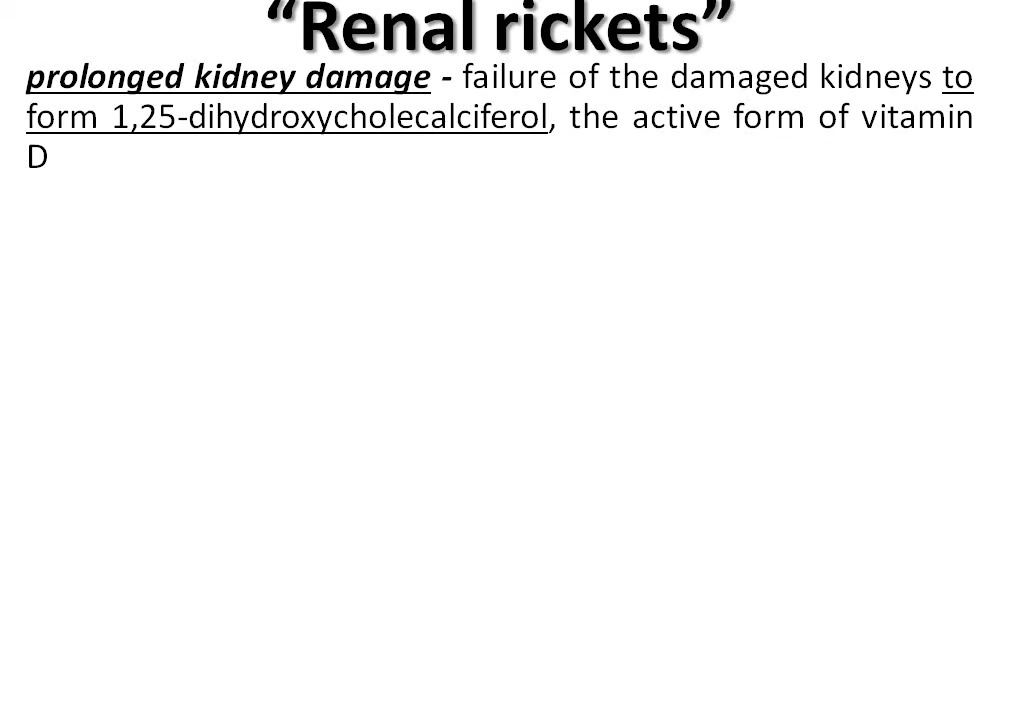 “Renal rickets”
prolonged kidney damage - failure of the damaged kidneys to
form 1,25-dihydroxycholecalciferol, the active form of vitamin
D